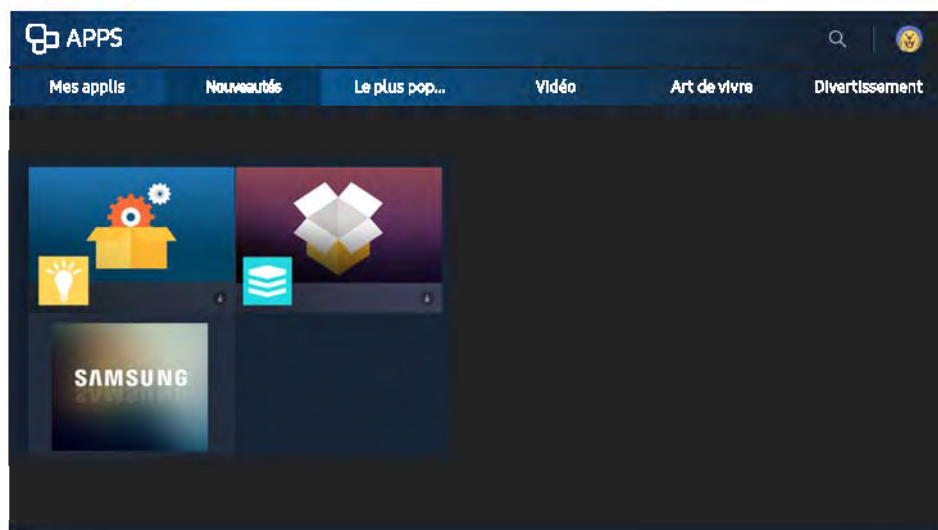 APPS
Mes applis Nouveautés Le plus pop... Vidéo Art de vivre Divertissement
SAMSUNG